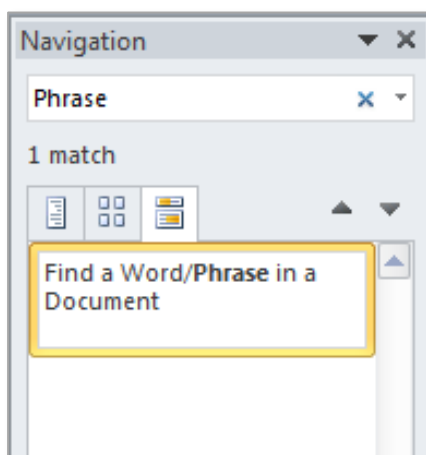 Navigation
Phrase
1 match
Find a Word/Phrase in a
Document